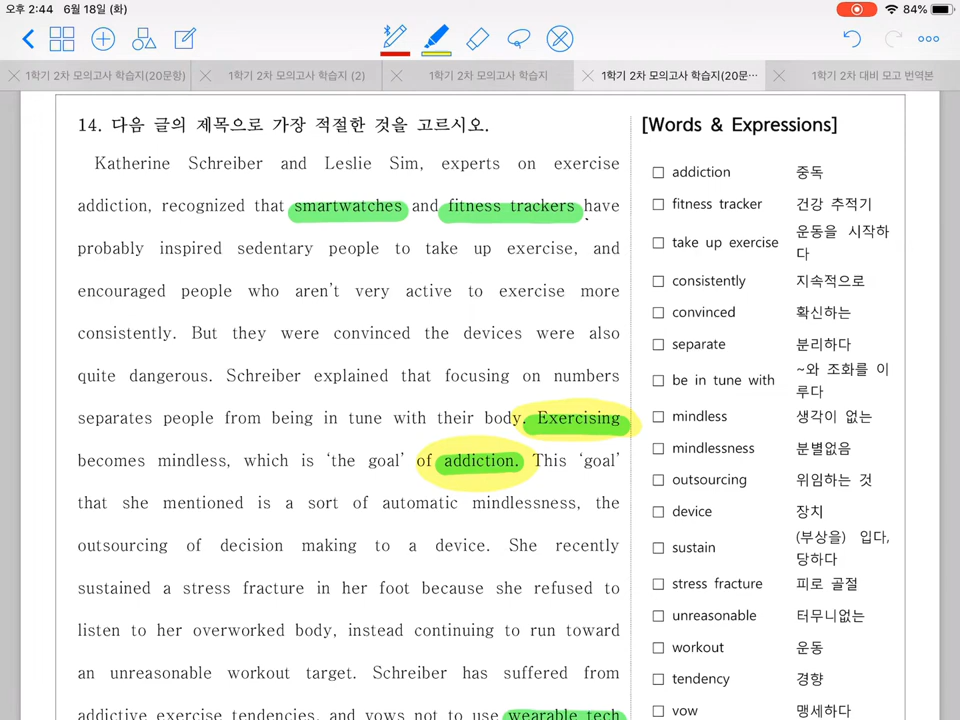 오후 2:44 6월 18일 (화)
84%
1학기 2차 모의고사 학습지(20문항)
1학기 2차 모의고사 학습지 (2)
1학기 2차 모의고사 학습지
1학기 2차 모의고사 학습지(20문…
1학기 2차 대비 모고 번역본
14. 다음 글의 제목으로 가장 적절한 것을 고르시오.
Katherine Schreiber and Leslie Sim, experts on exercise
addiction, recognized that smartwatches and fitness trackers have
probably inspired sedentary people to take up exercise, and
encouraged people who aren't very active to exercise more
consistently. But they were convinced the devices were also
quite dangerous. Schreiber explained that focusing on numbers
separates people from being in tune with their body. Exercising
becomes mindless, which is ‘the goal’ of addiction. This ‘goal’
that she mentioned is a sort of automatic mindlessness, the
outsourcing of decision making to a device. She recently
sustained a stress fracture in her foot because she refused to
listen to her overworked body, instead continuing to run toward
an unreasonable workout target. Schreiber has suffered from
addictive exercise tendencies, and vows not to use wearable tech
[Words & Expressions]
□ addiction 중독
□ fitness tracker 건강 추적기
□ take up exercise 운동을 시작하
다
□ consistently 지속적으로
□ convinced 확신하는
□ separate 분리하다
□ be in tune with ~와 조화를 이
루다
□ mindless 생각이 없는
□ mindlessness 분별없음
□ outsourcing 위임하는 것
□ device 장치
□ sustain (부상을) 입다,
당하다
□ stress fracture 피로 골절
□ unreasonable 터무니없는
□ workout 운동
□ tendency 경향
□ vow 맹세하다